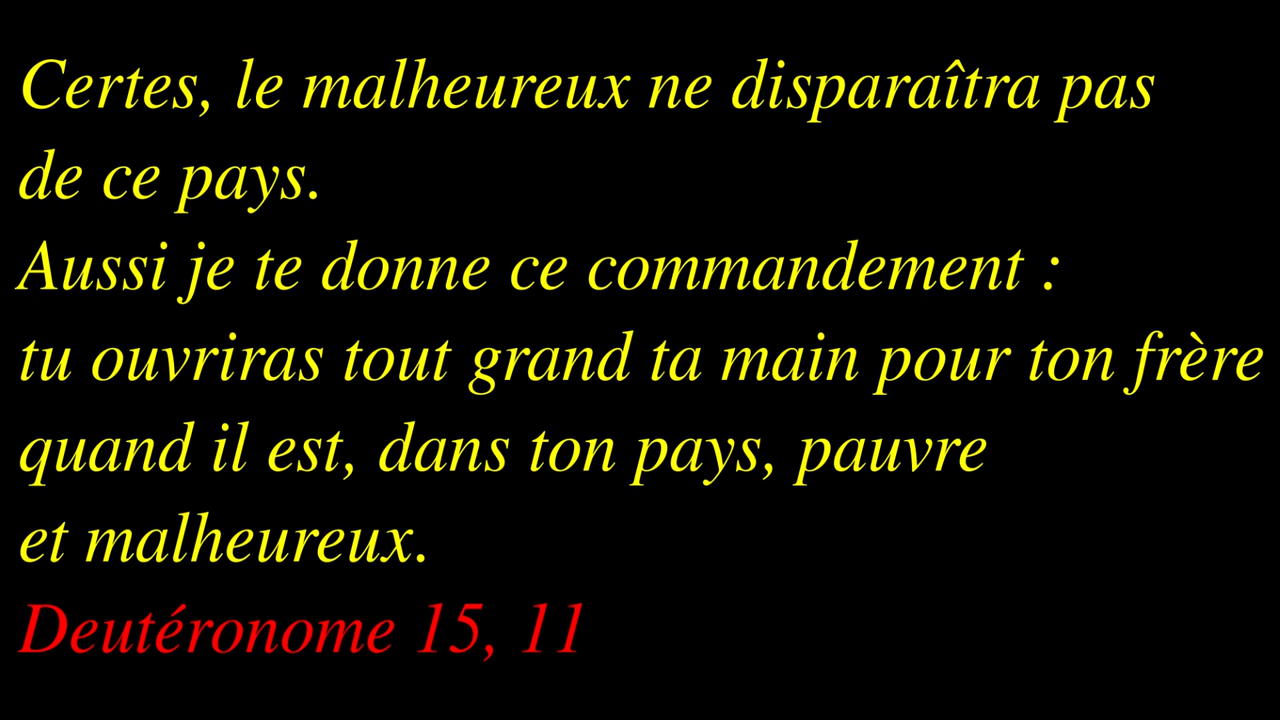 Certes, le malheureux ne disparaîtra pas
de ce pays.
Aussi je te donne ce commandement :
tu ouvriras tout grand ta main pour ton frère
quand il est, dans ton pays, pauvre
et malheureux.
Deutéronome 15, 11